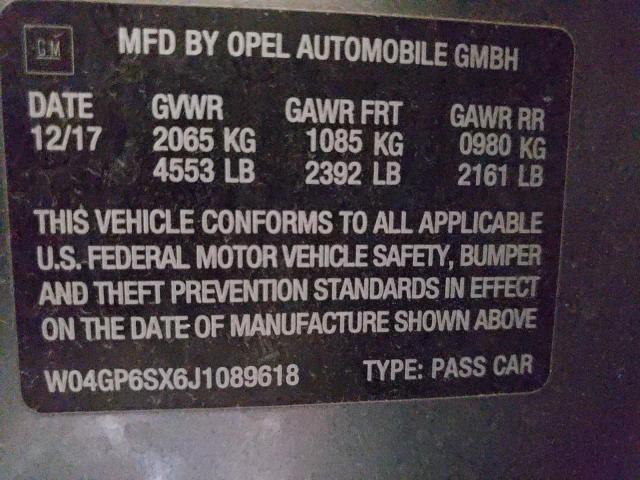 GM
MFD BY OPEL AUTOMOBILE GMBH
DATE GVWR GAWR FRT GAWR RR
12/17 2065 KG 1085 KG 0980 KG
4553 LB 2392 LB 2161 LB
THIS VEHICLE CONFORMS TO ALL APPLICABLE
U.S. FEDERAL MOTOR VEHICLE SAFETY, BUMPER
AND THEFT PREVENTION STANDARDS IN EFFECT
ON THE DATE OF MANUFACTURE SHOWN ABOVE
W04GP6SX6J1089618 TYPE: PASS CAR